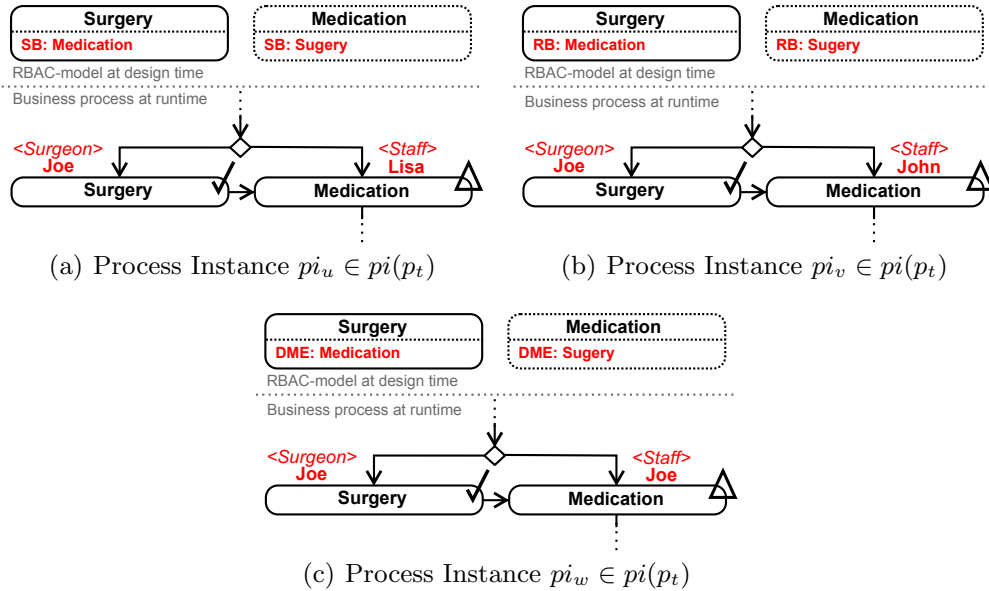 Surgery
SB: Medication
Medication
SB: Sugery
RBAC-model at design time
Business process at runtime
<Surgeon>
Joe
<Staff>
Lisa
Surgery
Medication
(a) Process Instance pi_u ∈ pi(p_t)
Surgery
RB: Medication
Medication
RB: Sugery
RBAC-model at design time
Business process at runtime
<Surgeon>
Joe
<Staff>
John
Surgery
Medication
(b) Process Instance pi_v ∈ pi(p_t)
Surgery
DME: Medication
Medication
DME: Sugery
RBAC-model at design time
Business process at runtime
<Surgeon>
Joe
<Staff>
Joe
Surgery
Medication
(c) Process Instance pi_w ∈ pi(p_t)